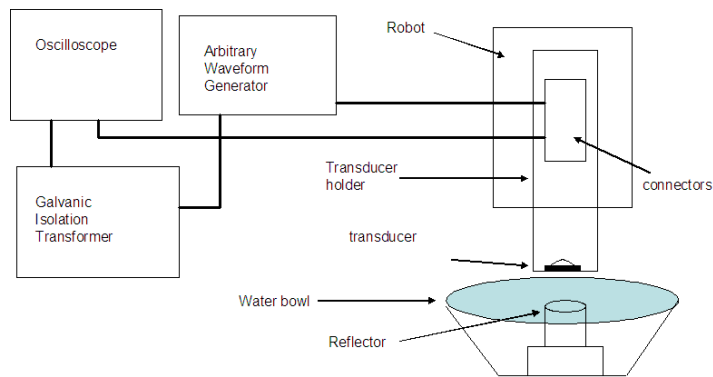 Oscilloscope
Arbitrary
Waveform
Generator
Robot
Galvanic
Isolation
Transformer
Transducer
holder
connectors
transducer
Water bowl
Reflector